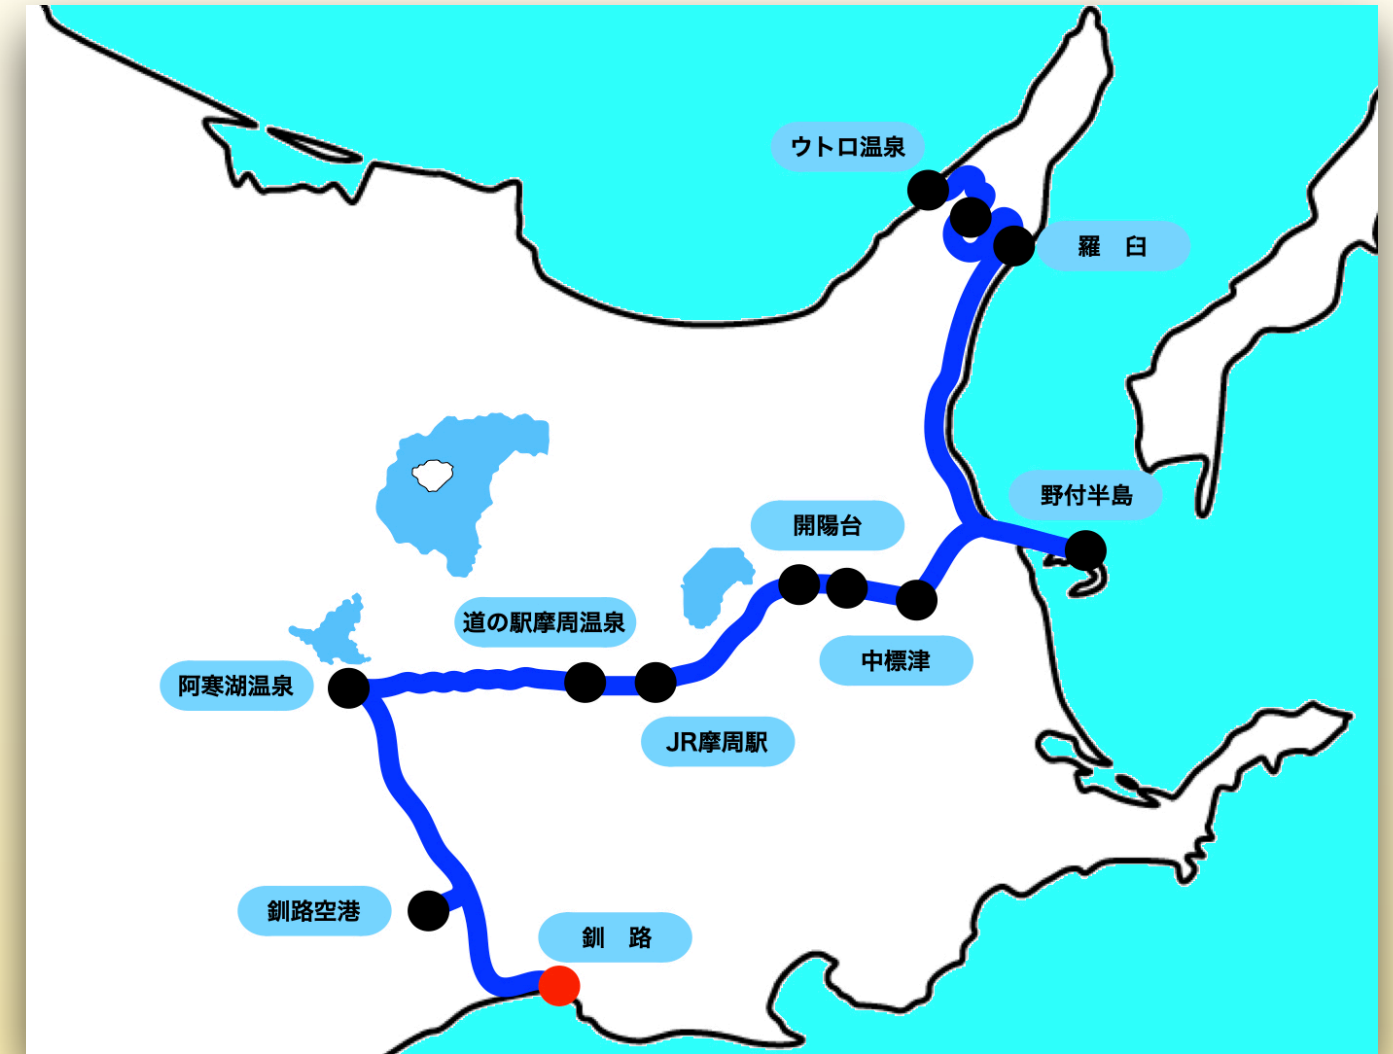 ウトロ温泉
羅　臼
野付半島
開陽台
道の駅摩周温泉
中標津
阿寒湖温泉
JR摩周駅
釧路空港
釧　路